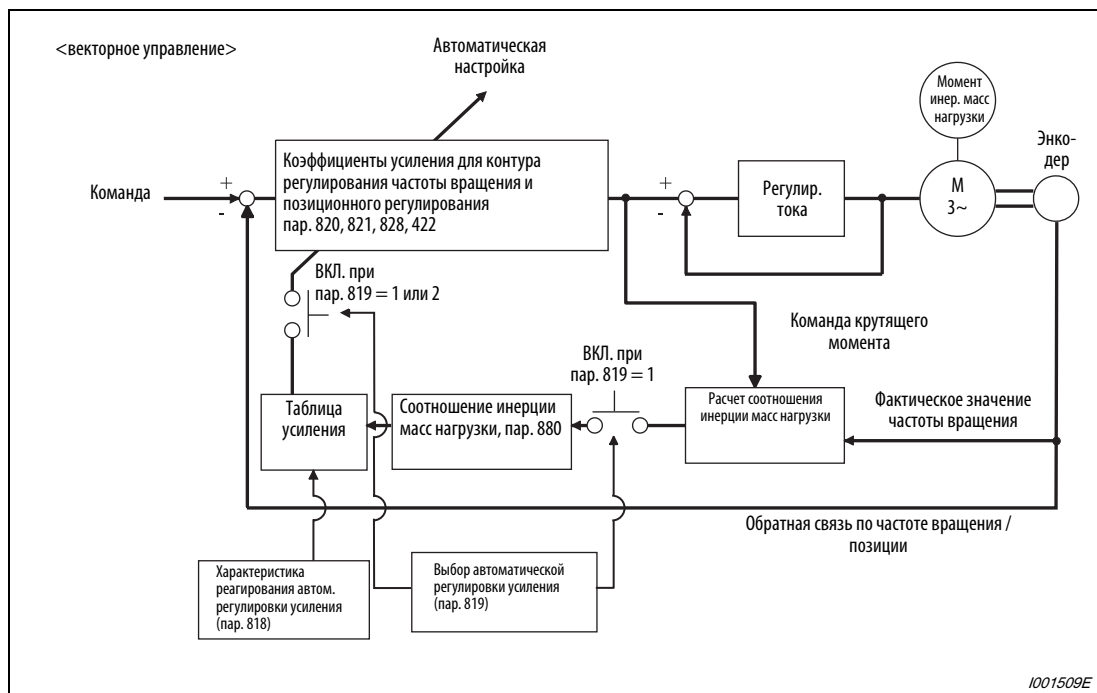 <векторное управление>
Автоматическая
настройка
Момент
инер. масс
нагрузки
Энко-
дер
Команда
+
-
Коэффициенты усиления для контура
регулирования частоты вращения и
позиционного регулирования
пар. 820, 821, 828, 422
+
-
Регулир.
тока
М
3~
ВКЛ. при
пар. 819 = 1 или 2
Команда крутящего
момента
ВКЛ. при
пар. 819 = 1
Таблица
усиления
Соотношение инерции
масс нагрузки, пар. 880
Расчет соотношения
инерции масс нагрузки
Фактическое значение
частоты вращения
Обратная связь по частоте вращения /
позиции
Характеристика
реагирования автом.
регулировки усиления
(пар. 818)
Выбор автоматической
регулировки усиления
(пар. 819)
I001509E